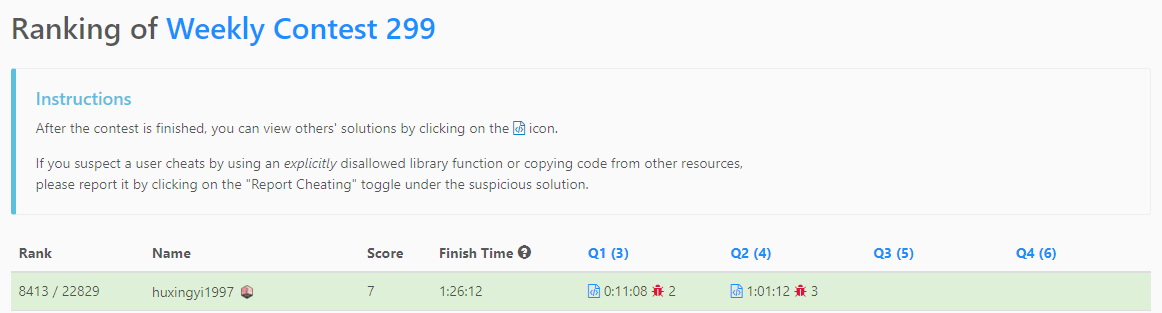 Ranking of Weekly Contest 299
Instructions
After the contest is finished, you can view others' solutions by clicking on the icon.
If you suspect a user cheats by using an explicitly disallowed library function or copying code from other resources,
please report it by clicking on the "Report Cheating" toggle under the suspicious solution.
Rank Name Score Finish Time Q1 (3) Q2 (4) Q3 (5) Q4 (6)
8413 / 22829 huxingyi1997 7 1:26:12 0:11:08 2 1:01:12 3